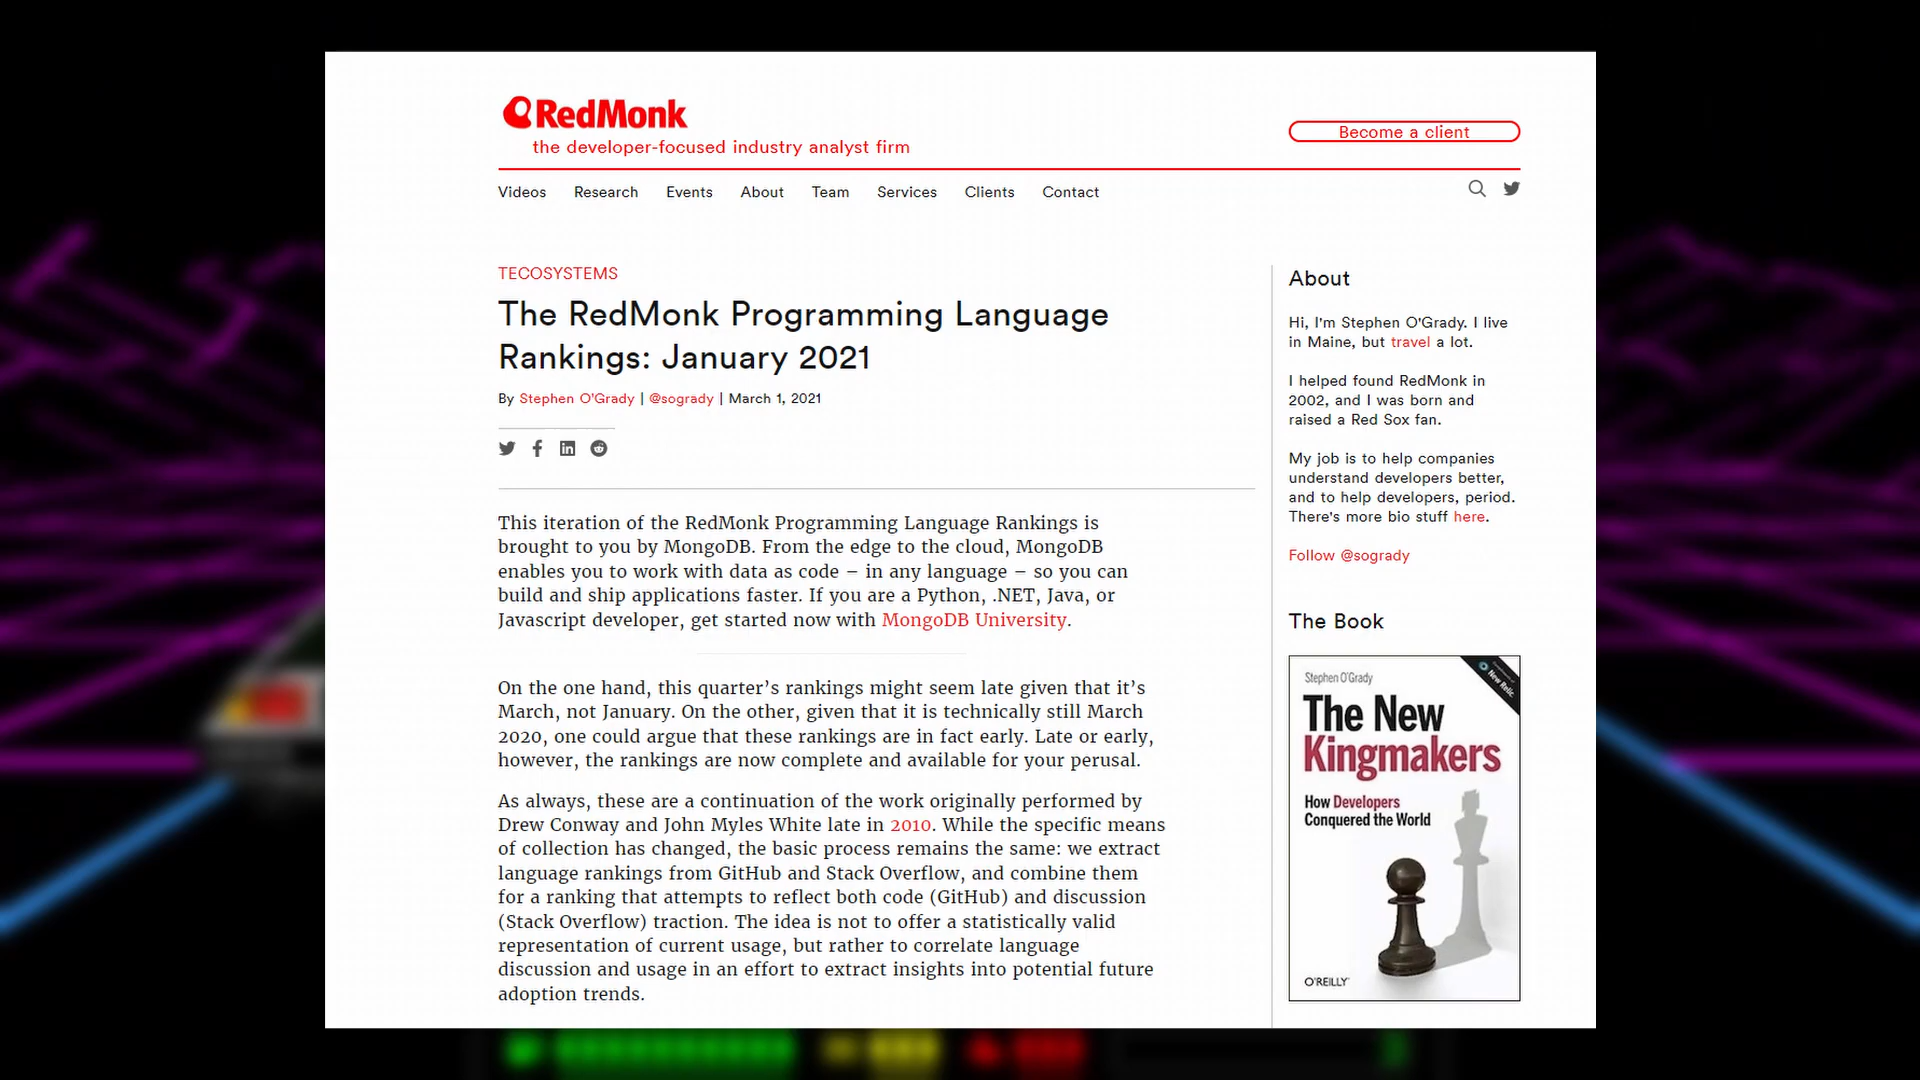 RedMonk
the developer-focused industry analyst firm
Become a client
Videos Research Events About Team Services Clients Contact
TECOSYSTEMS
The RedMonk Programming Language
Rankings: January 2021
By Stephen O'Grady | @sogrady | March 1, 2021
This iteration of the RedMonk Programming Language Rankings is
brought to you by MongoDB. From the edge to the cloud, MongoDB
enables you to work with data as code – in any language – so you can
build and ship applications faster. If you are a Python, .NET, Java, or
Javascript developer, get started now with MongoDB University.
On the one hand, this quarter’s rankings might seem late given that it’s
March, not January. On the other, given that it is technically still March
2020, one could argue that these rankings are in fact early. Late or early,
however, the rankings are now complete and available for your perusal.
As always, these are a continuation of the work originally performed by
Drew Conway and John Myles White late in 2010. While the specific means
of collection has changed, the basic process remains the same: we extract
language rankings from GitHub and Stack Overflow, and combine them
for a ranking that attempts to reflect both code (GitHub) and discussion
(Stack Overflow) traction. The idea is not to offer a statistically valid
representation of current usage, but rather to correlate language
discussion and usage in an effort to extract insights into potential future
adoption trends.
About
Hi, I'm Stephen O'Grady. I live
in Maine, but travel a lot.
I helped found RedMonk in
2002, and I was born and
raised a Red Sox fan.
My job is to help companies
understand developers better,
and to help developers, period.
There's more bio stuff here.
Follow @sogrady
The Book
Stephen O'Grady
New Relic
The New
Kingmakers
How Developers
Conquered the World
O'REILLY